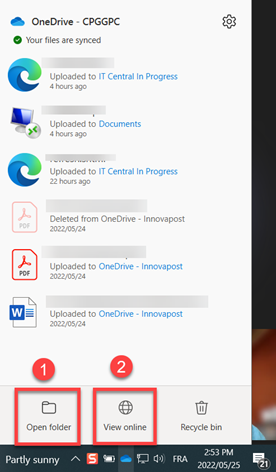 OneDrive - CPGGPC
Your files are synced
Uploaded to IT Central In Progress
4 hours ago
Uploaded to Documents
4 hours ago
Uploaded to IT Central In Progress
22 hours ago
PDF
Deleted from OneDrive - Innovapost
2022/05/24
PDF
Uploaded to OneDrive - Innovapost
2022/05/24
W
Uploaded to OneDrive - Innovapost
2022/05/24
1
2
Open folder
View online
Recycle bin
Partly sunny
S
FRA
2:53 PM
2022/05/25
21